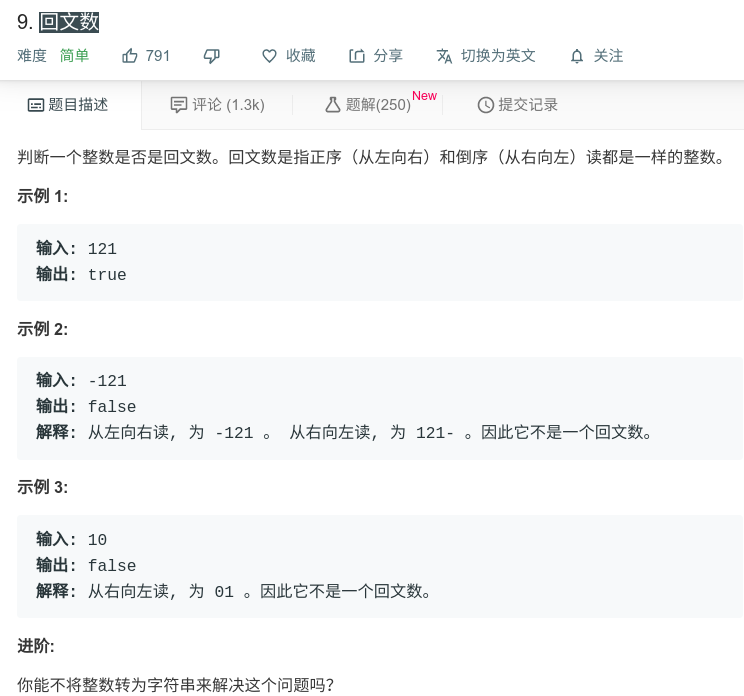 9. 回文数
难度 简单 791 收藏 分享 切换为英文 关注
题目描述 评论 (1.3k) 题解(250) New 提交记录
判断一个整数是否是回文数。回文数是指正序（从左向右）和倒序（从右向左）读都是一样的整数。
示例 1:
输入: 121
输出: true
示例 2:
输入: -121
输出: false
解释: 从左向右读, 为 -121 。 从右向左读, 为 121- 。因此它不是一个回文数。
示例 3:
输入: 10
输出: false
解释: 从右向左读, 为 01 。因此它不是一个回文数。
进阶:
你能不将整数转为字符串来解决这个问题吗？